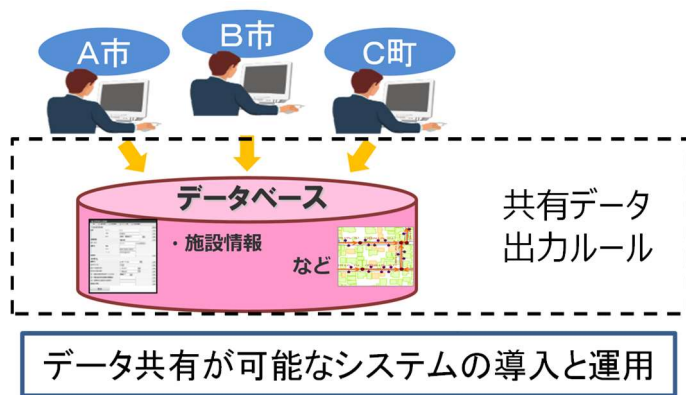 A市
B市
C町
データベース
・施設情報
など
共有データ
出力ルール
データ共有が可能なシステムの導入と運用